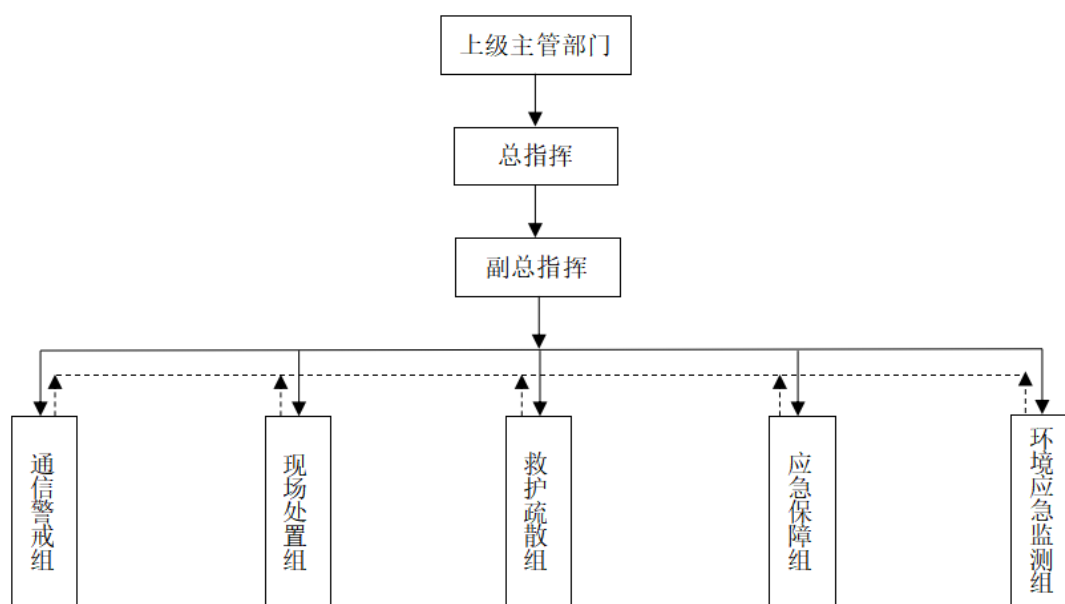 上级主管部门
总指挥
副总指挥
通信警戒组
现场处置组
救护疏散组
应急保障组
环境应急监测组